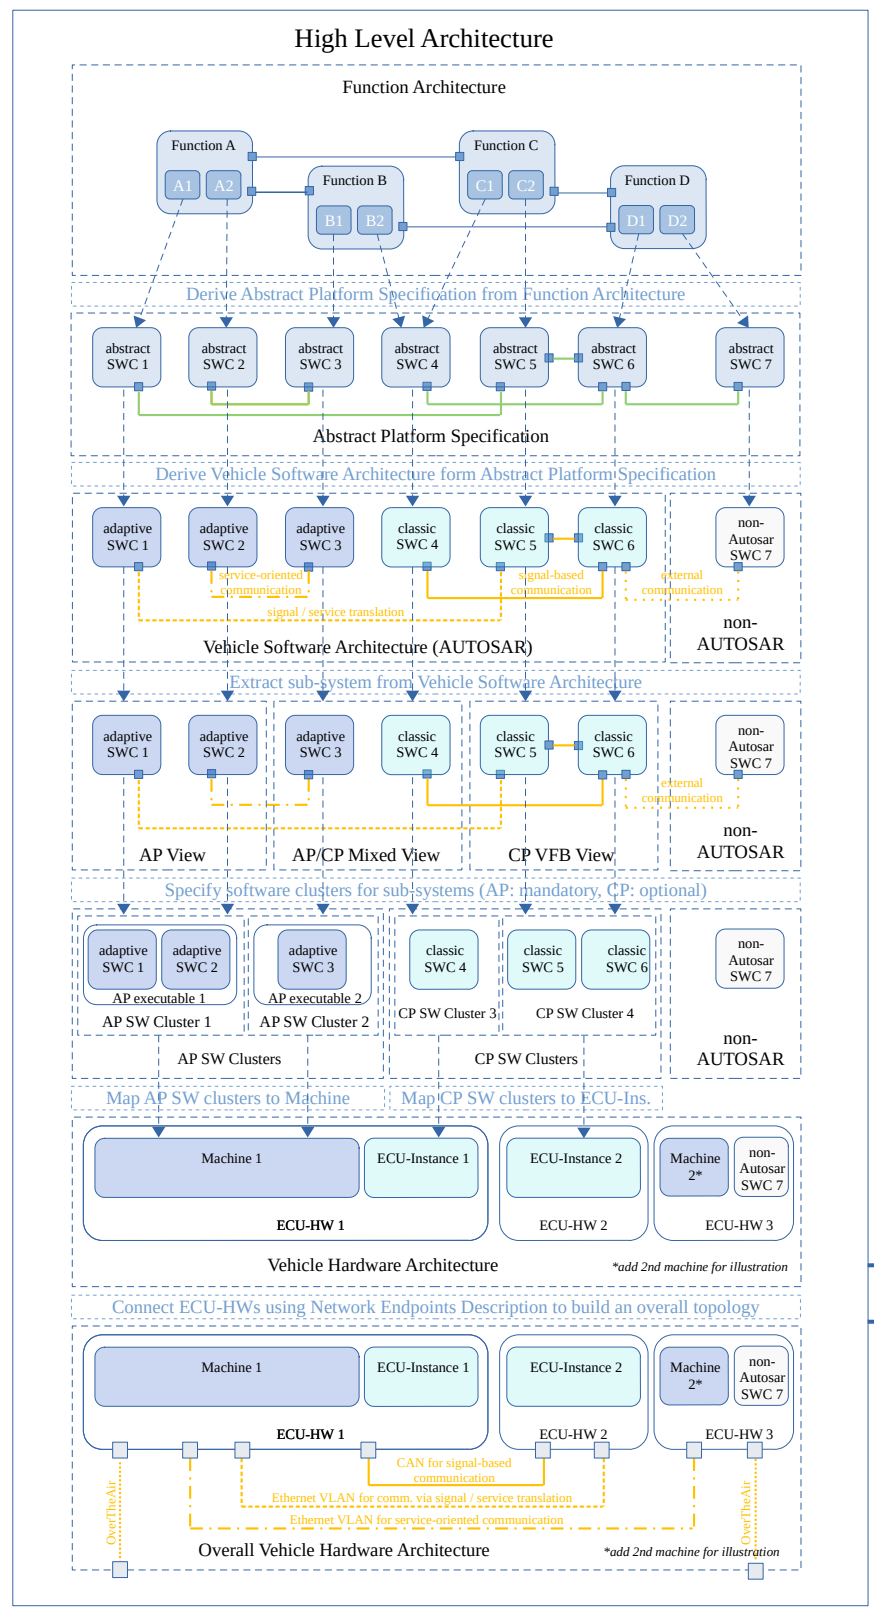 High Level Architecture
Function Architecture
Function A
A1 A2
Function B
B1 B2
Function C
C1 C2
Function D
D1 D2
Derive Abstract Platform Specification from Function Architecture
abstract
SWC 1
abstract
SWC 2
abstract
SWC 3
abstract
SWC 4
abstract
SWC 5
abstract
SWC 6
abstract
SWC 7
Abstract Platform Specification
Derive Vehicle Software Architecture form Abstract Platform Specification
adaptive
SWC 1
adaptive
SWC 2
adaptive
SWC 3
classic
SWC 4
classic
SWC 5
classic
SWC 6
non-
Autosar
SWC 7
service-oriented
communication
signal-based
communication
external
communication
signal / service translation
Vehicle Software Architecture (AUTOSAR)
non-
AUTOSAR
Extract sub-system from Vehicle Software Architecture
adaptive
SWC 1
adaptive
SWC 2
adaptive
SWC 3
classic
SWC 4
classic
SWC 5
classic
SWC 6
non-
Autosar
SWC 7
external
communication
AP View
AP/CP Mixed View
CP VFB View
non-
AUTOSAR
Specify software clusters for sub-systems (AP: mandatory, CP: optional)
adaptive
SWC 1
adaptive
SWC 2
AP executable 1
AP SW Cluster 1
adaptive
SWC 3
AP executable 2
AP SW Cluster 2
classic
SWC 4
CP SW Cluster 3
classic
SWC 5
classic
SWC 6
CP SW Cluster 4
non-
Autosar
SWC 7
AP SW Clusters
CP SW Clusters
non-
AUTOSAR
Map AP SW clusters to Machine
Map CP SW clusters to ECU-Ins.
Machine 1
ECU-Instance 1
ECU-HW 1
ECU-Instance 2
ECU-HW 2
Machine
2*
non-
Autosar
SWC 7
ECU-HW 3
Vehicle Hardware Architecture
*add 2nd machine for illustration
Connect ECU-HWs using Network Endpoints Description to build an overall topology
Machine 1
ECU-Instance 1
ECU-HW 1
ECU-Instance 2
ECU-HW 2
Machine
2*
non-
Autosar
SWC 7
ECU-HW 3
CAN for signal-based
communication
Ethernet VLAN for comm. via signal / service translation
Ethernet VLAN for service-oriented communication
OverTheAir
OverTheAir
Overall Vehicle Hardware Architecture
*add 2nd machine for illustration